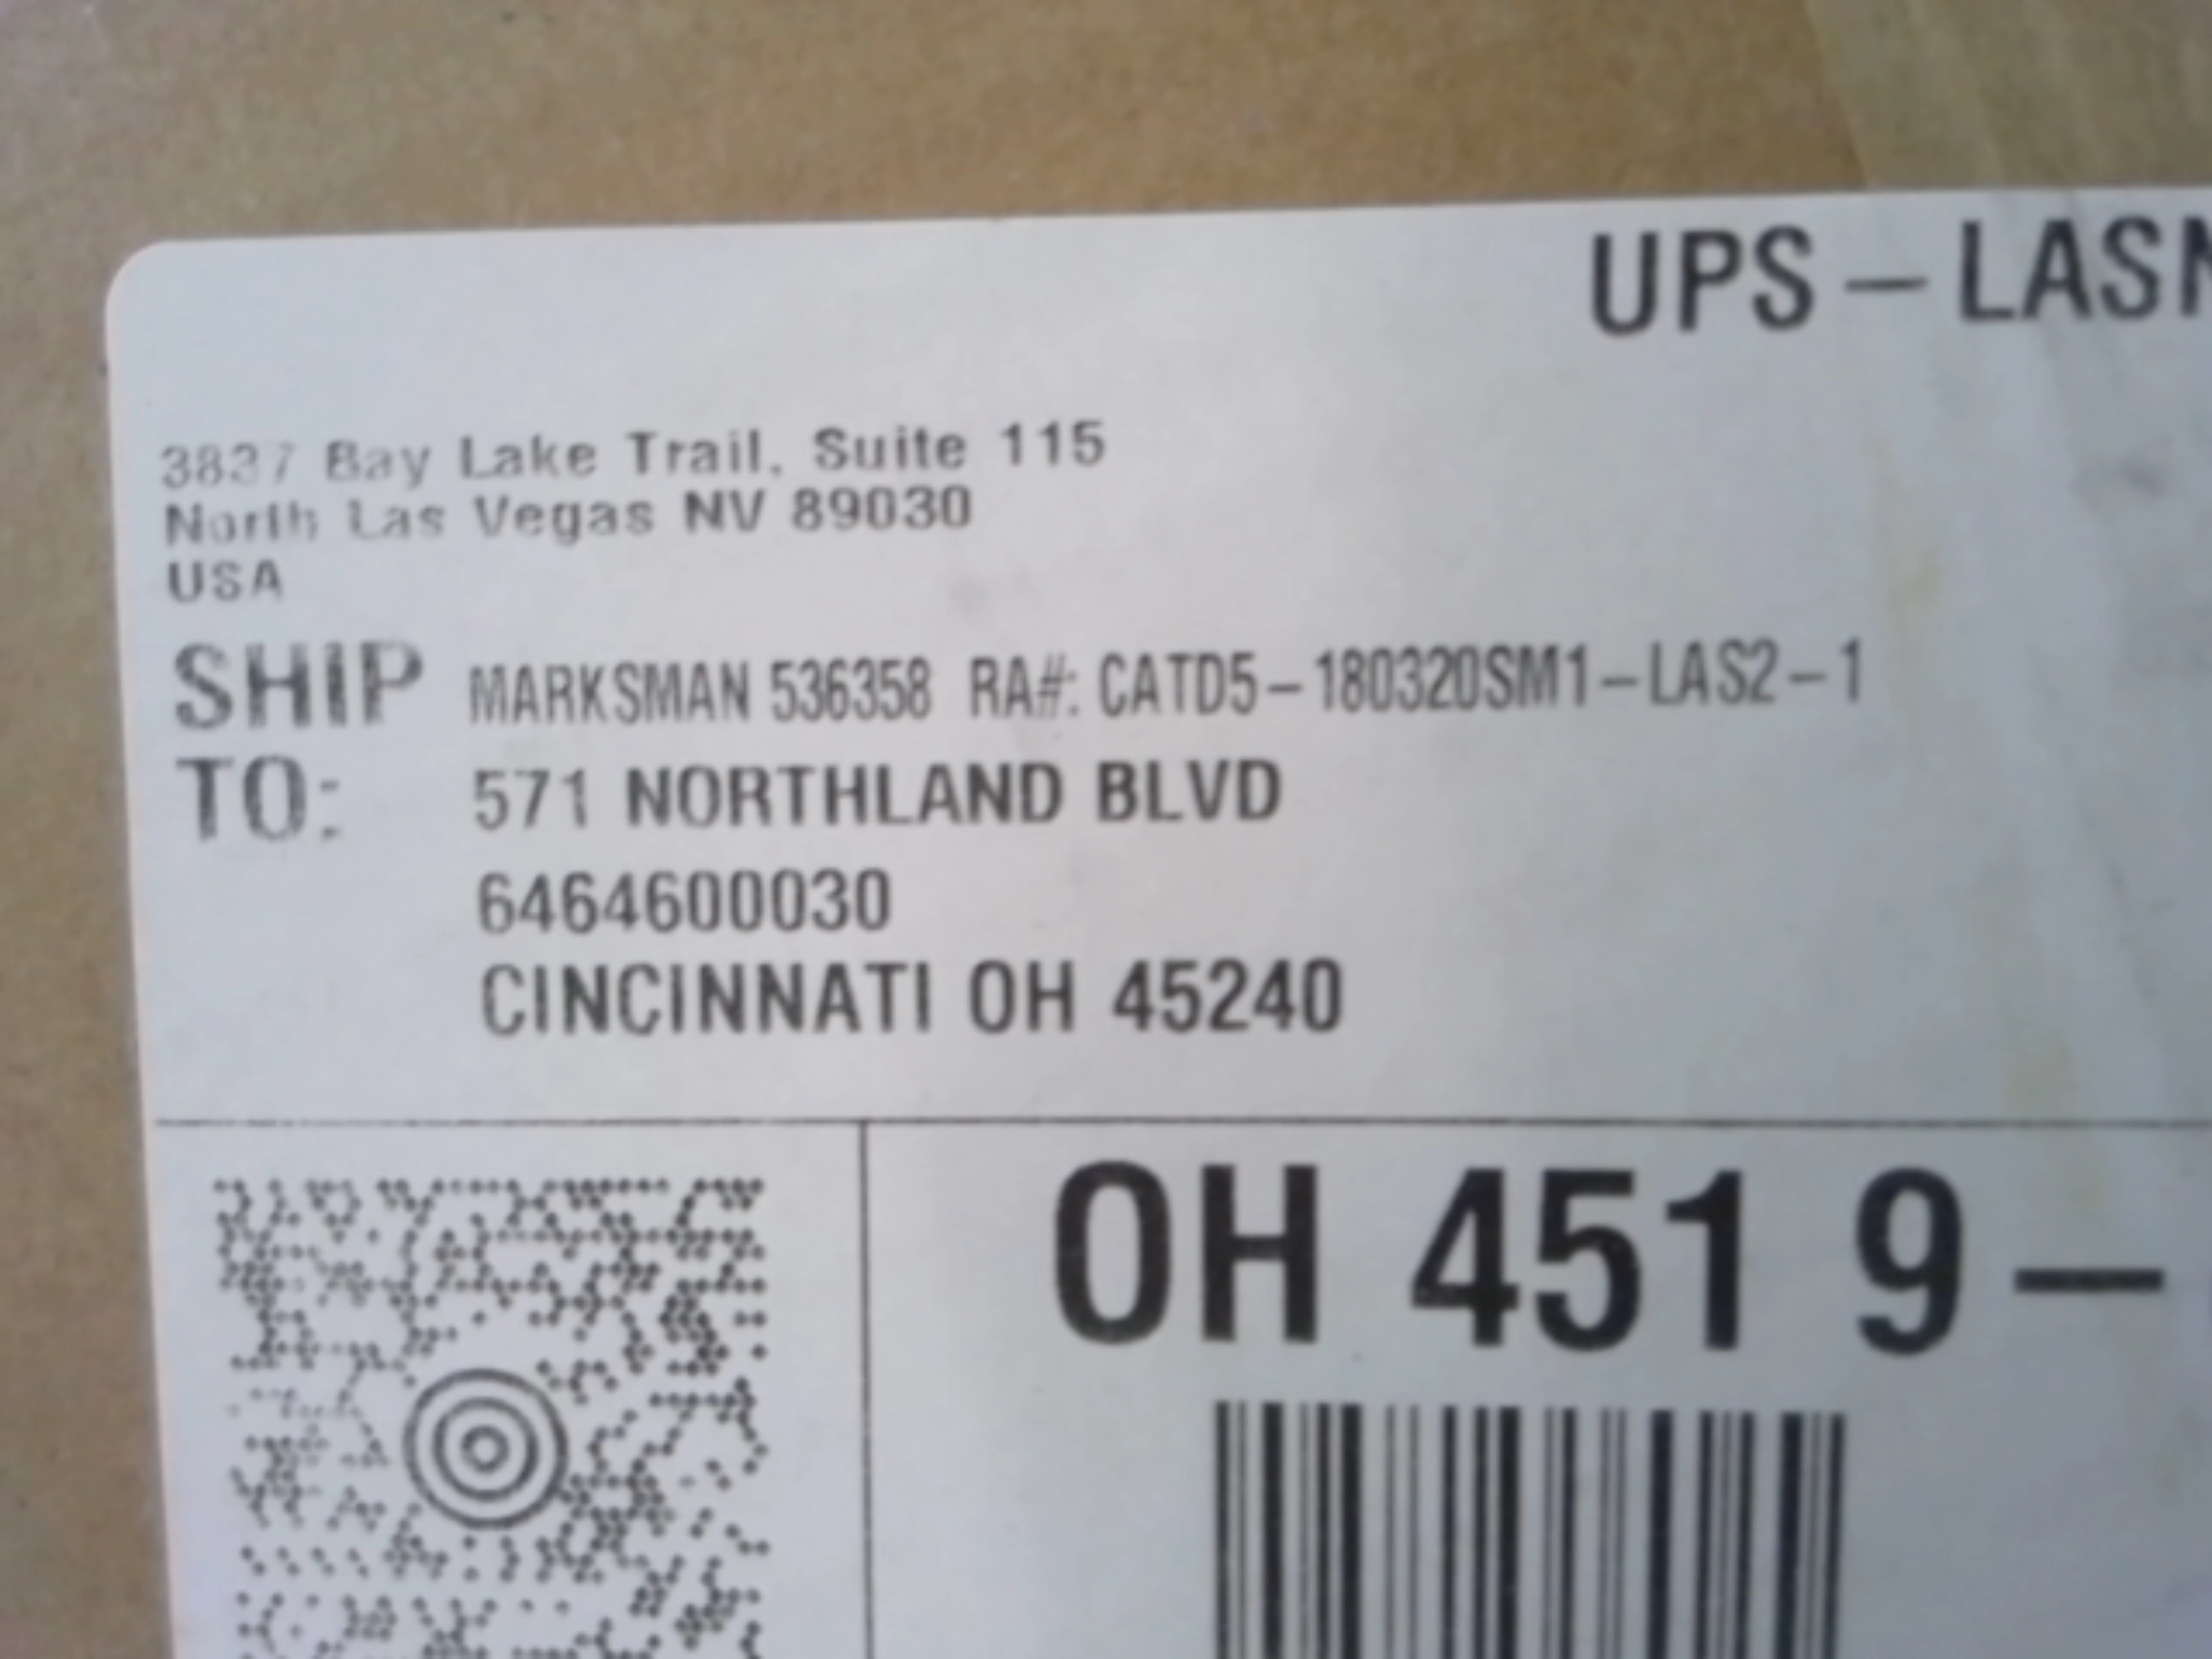 UPS – LASN
3837 Bay Lake Trail, Suite 115
North Las Vegas NV 89030
USA
SHIP TO: MARKSMAN 536358 RA#: CATD5–180320SM1–LAS2–1
571 NORTHLAND BLVD
6464600030
CINCINNATI OH 45240
OH 451 9–